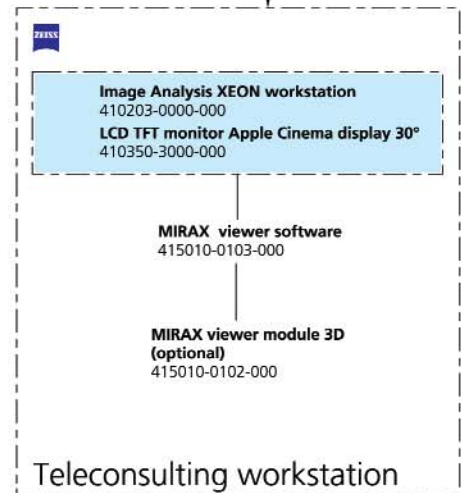 ZEISS
Image Analysis XEON workstation
410203-0000-000
LCD TFT monitor Apple Cinema display 30°
410350-3000-000
MIRAX  viewer software
415010-0103-000
MIRAX viewer module 3D
(optional)
415010-0102-000
Teleconsulting workstation